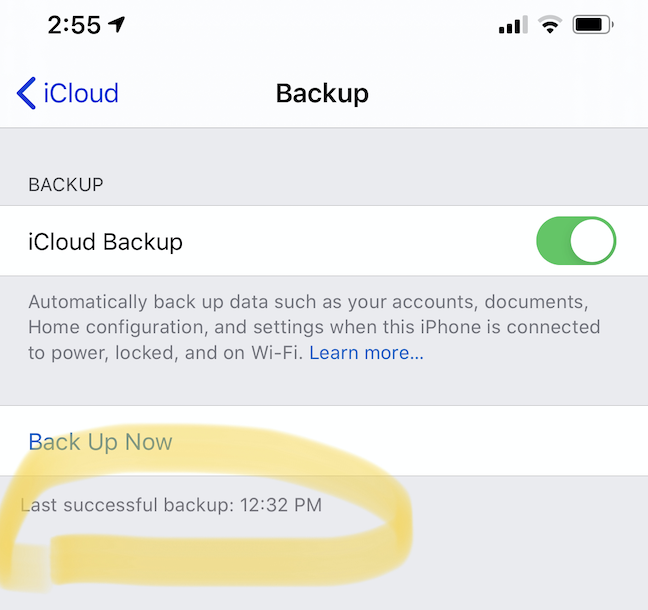 2:55
iCloud
Backup
BACKUP
iCloud Backup
Automatically back up data such as your accounts, documents,
Home configuration, and settings when this iPhone is connected
to power, locked, and on Wi-Fi. Learn more...
Back Up Now
Last successful backup: 12:32 PM